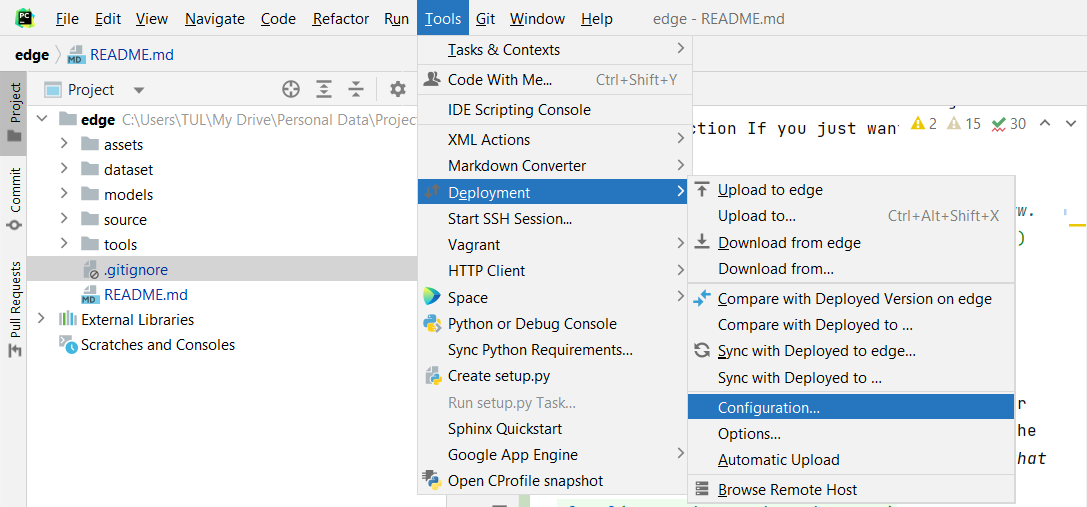 PC
File Edit View Navigate Code Refactor Run Tools Git Window Help edge - README.md
edge README.md
Project
Commit
Pull Requests
Project
edge C:\Users\TUL\My Drive\Personal Data\Projec
assets
dataset
models
source
tools
.gitignore
README.md
External Libraries
Scratches and Consoles
Tasks & Contexts
Code With Me... Ctrl+Shift+Y
IDE Scripting Console
XML Actions
Markdown Converter
Deployment
Start SSH Session...
Vagrant
HTTP Client
Space
Python or Debug Console
Sync Python Requirements...
Create setup.py
Run setup.py Task...
Sphinx Quickstart
Google App Engine
Open CProfile snapshot
ction If you just want 2 15 30
w.
)
Upload to edge
Upload to... Ctrl+Alt+Shift+X
Download from edge
Download from...
Compare with Deployed Version on edge
Compare with Deployed to ...
Sync with Deployed to edge...
Sync with Deployed to ...
Configuration...
Options...
Automatic Upload
Browse Remote Host
r
he
hat